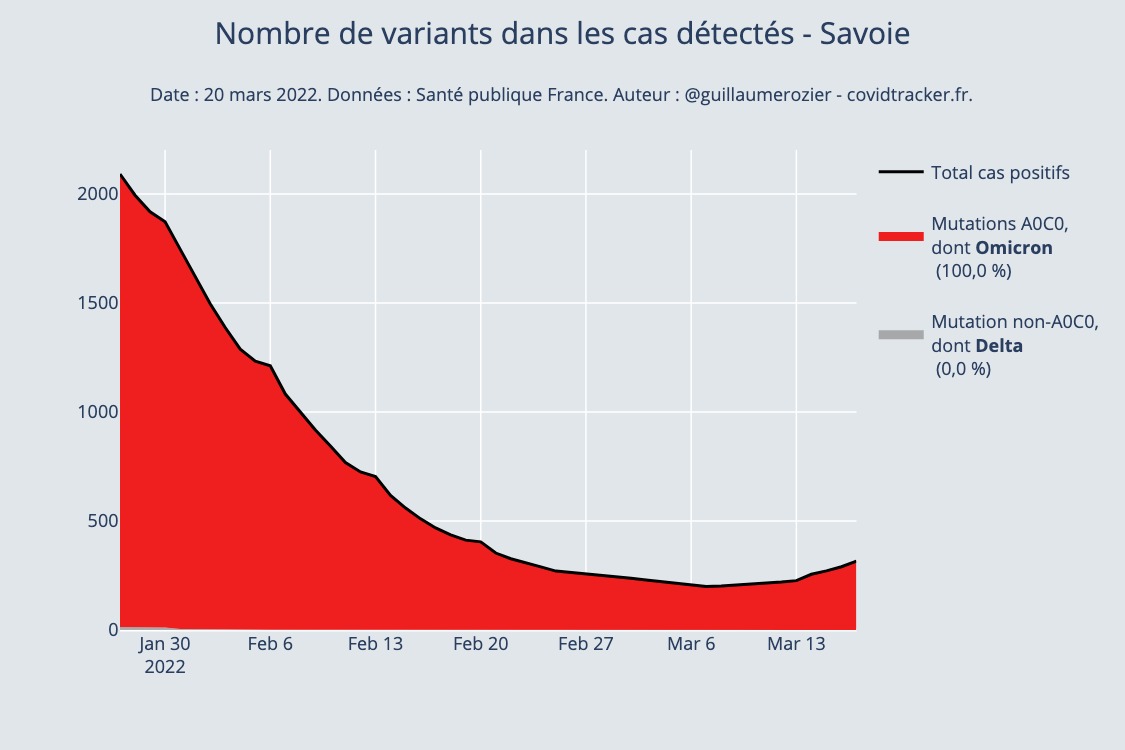 Nombre de variants dans les cas détectés - Savoie
Date : 20 mars 2022. Données : Santé publique France. Auteur : @guillaumerozier - covidtracker.fr.
2000
1500
1000
500
0
Jan 30
2022
Feb 6
Feb 13
Feb 20
Feb 27
Mar 6
Mar 13
Total cas positifs
Mutations A0C0,
dont Omicron
(100,0 %)
Mutation non-A0C0,
dont Delta
(0,0 %)